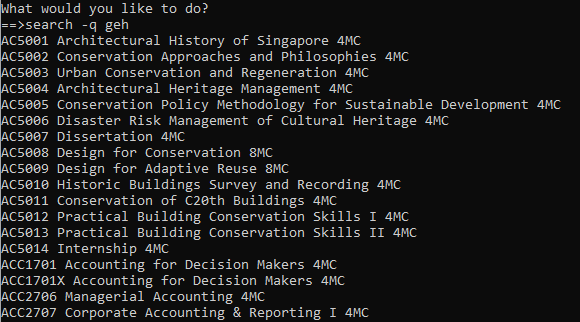 What would you like to do?
==>search -q geh
AC5001 Architectural History of Singapore 4MC
AC5002 Conservation Approaches and Philosophies 4MC
AC5003 Urban Conservation and Regeneration 4MC
AC5004 Architectural Heritage Management 4MC
AC5005 Conservation Policy Methodology for Sustainable Development 4MC
AC5006 Disaster Risk Management of Cultural Heritage 4MC
AC5007 Dissertation 4MC
AC5008 Design for Conservation 8MC
AC5009 Design for Adaptive Reuse 8MC
AC5010 Historic Buildings Survey and Recording 4MC
AC5011 Conservation of C20th Buildings 4MC
AC5012 Practical Building Conservation Skills I 4MC
AC5013 Practical Building Conservation Skills II 4MC
AC5014 Internship 4MC
ACC1701 Accounting for Decision Makers 4MC
ACC1701X Accounting for Decision Makers 4MC
ACC2706 Managerial Accounting 4MC
ACC2707 Corporate Accounting & Reporting I 4MC